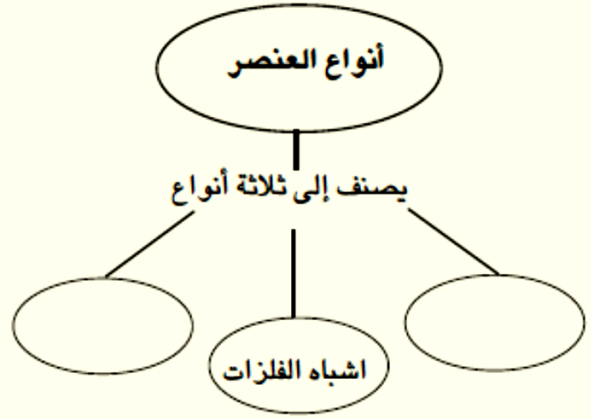 أنواع العنصر
يصنف إلى ثلاثة أنواع
اشباه الفلزات